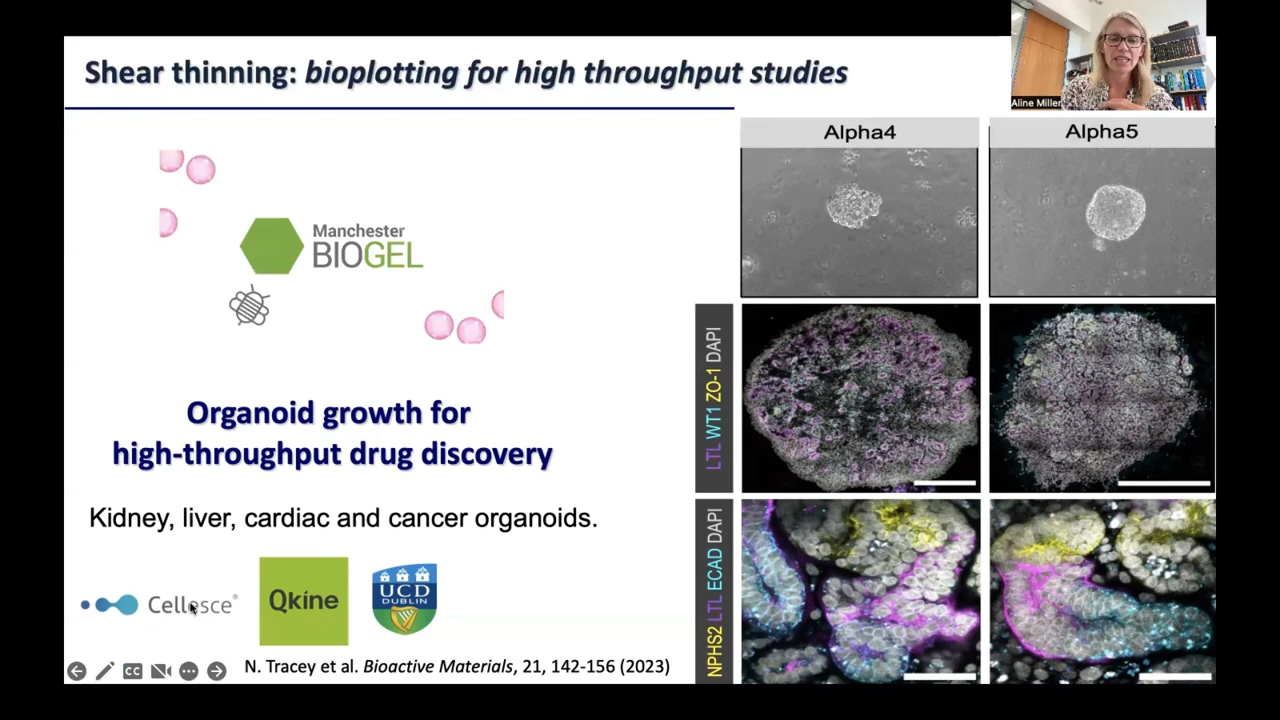 Shear thinning: bioplotting for high throughput studies
Aline Miller
Alpha4
Alpha5
Manchester
BIOGEL
LTL WT1 ZO-1 DAPI
Organoid growth for
high-throughput drug discovery
Kidney, liver, cardiac and cancer organoids.
NPHS2 LTL ECAD DAPI
Cellesce®
Qkine
UCD
DUBLIN
CC
N. Tracey et al. Bioactive Materials, 21, 142-156 (2023)